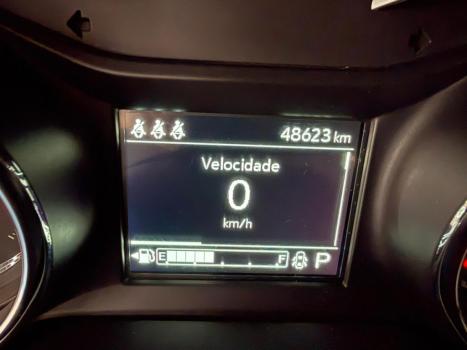 48623 km
Velocidade
0
km/h
E F P